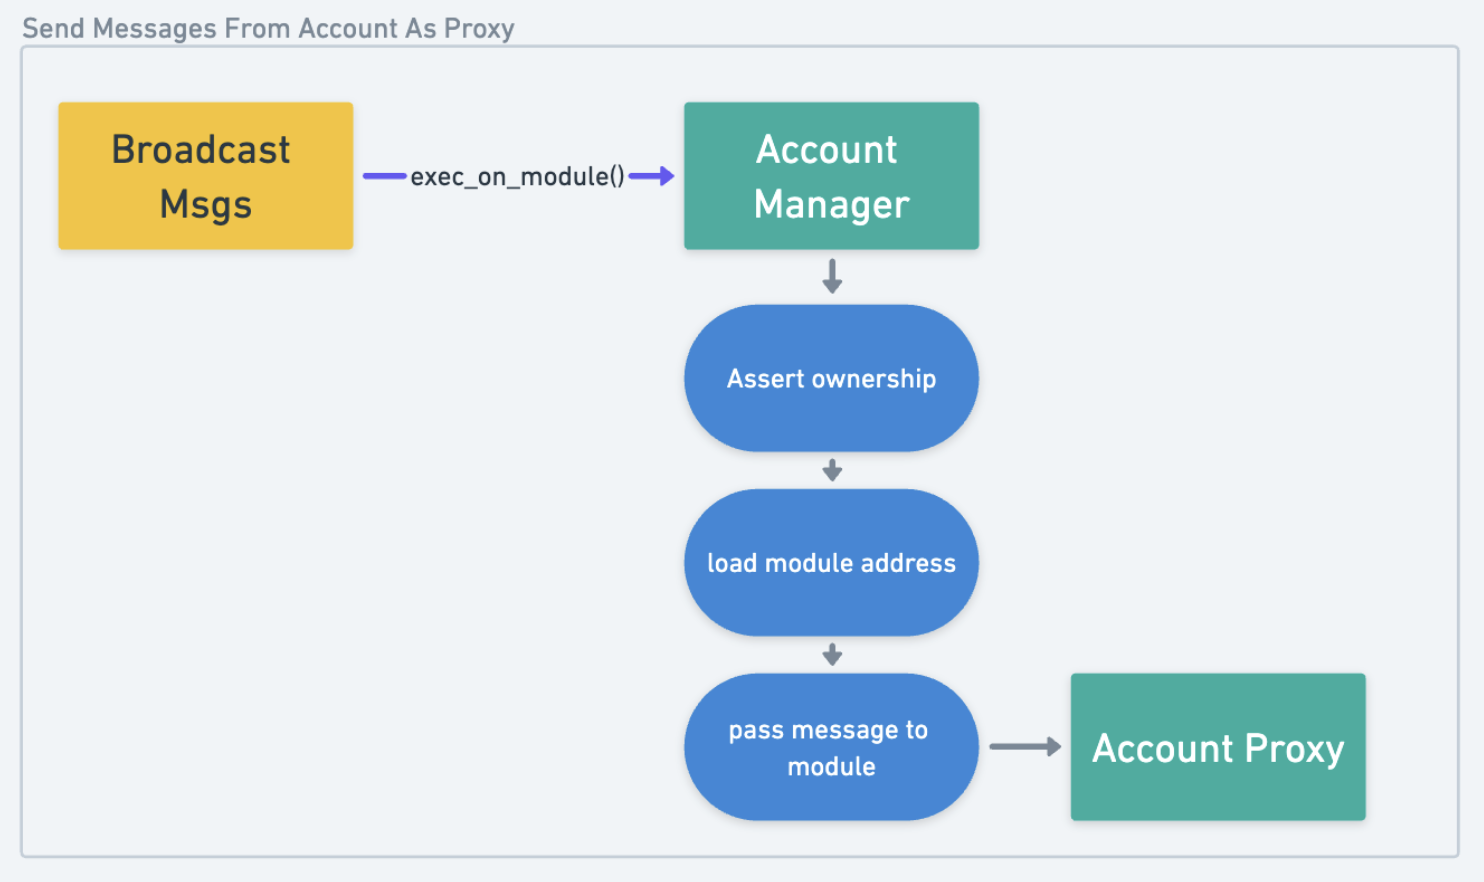 Send Messages From Account As Proxy
Broadcast
Msgs
exec_on_module()
Account
Manager
Assert ownership
load module address
pass message to
module
Account Proxy